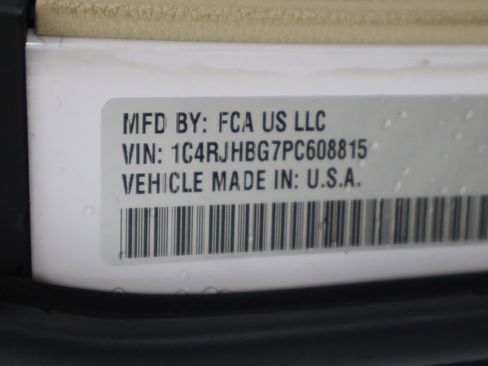 MFD BY: FCA US LLC
VIN: 1C4RJHBG7PC608815
VEHICLE MADE IN: U.S.A.